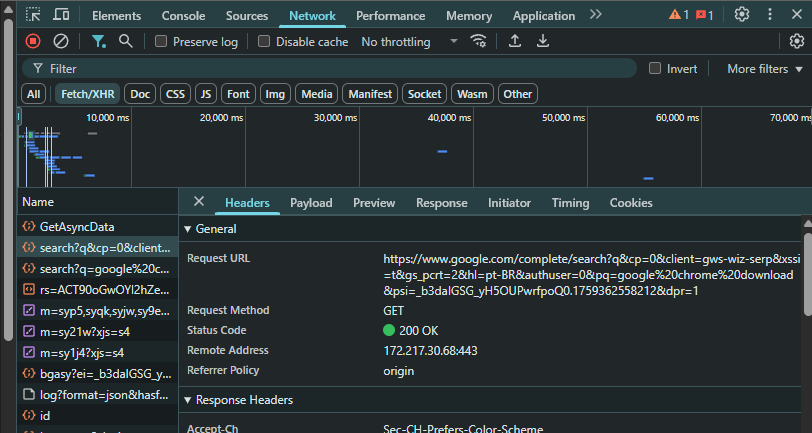 Elements Console Sources Network Performance Memory Application 1 1
Preserve log Disable cache No throttling
Filter Invert More filters
All Fetch/XHR Doc CSS JS Font Img Media Manifest Socket Wasm Other
10,000 ms 20,000 ms 30,000 ms 40,000 ms 50,000 ms 60,000 ms 70,000 ms
Name Headers Payload Preview Response Initiator Timing Cookies
GetAsyncData
search?q&cp=0&client...
search?q=google%20c...
rs=ACT90oGwOYl2hZe...
m=syp5,syqk,syjw,sy9e...
m=sy21w?xjs=s4
m=sy1j4?xjs=s4
bgasy?ei=_b3daIGSG_y...
log?format=json&hasf...
id
General
Request URL
https://www.google.com/complete/search?q&cp=0&client=gws-wiz-serp&xssi
=t&gs_pcrt=2&hl=pt-BR&authuser=0&pq=google%20chrome%20download
&psi=_b3daIGSG_yH5OUPwrfpoQ0.1759362558212&dpr=1
Request Method GET
Status Code 200 OK
Remote Address 172.217.30.68:443
Referrer Policy origin
Response Headers
Accept-Ch Sec-CH-Prefers-Color-Scheme